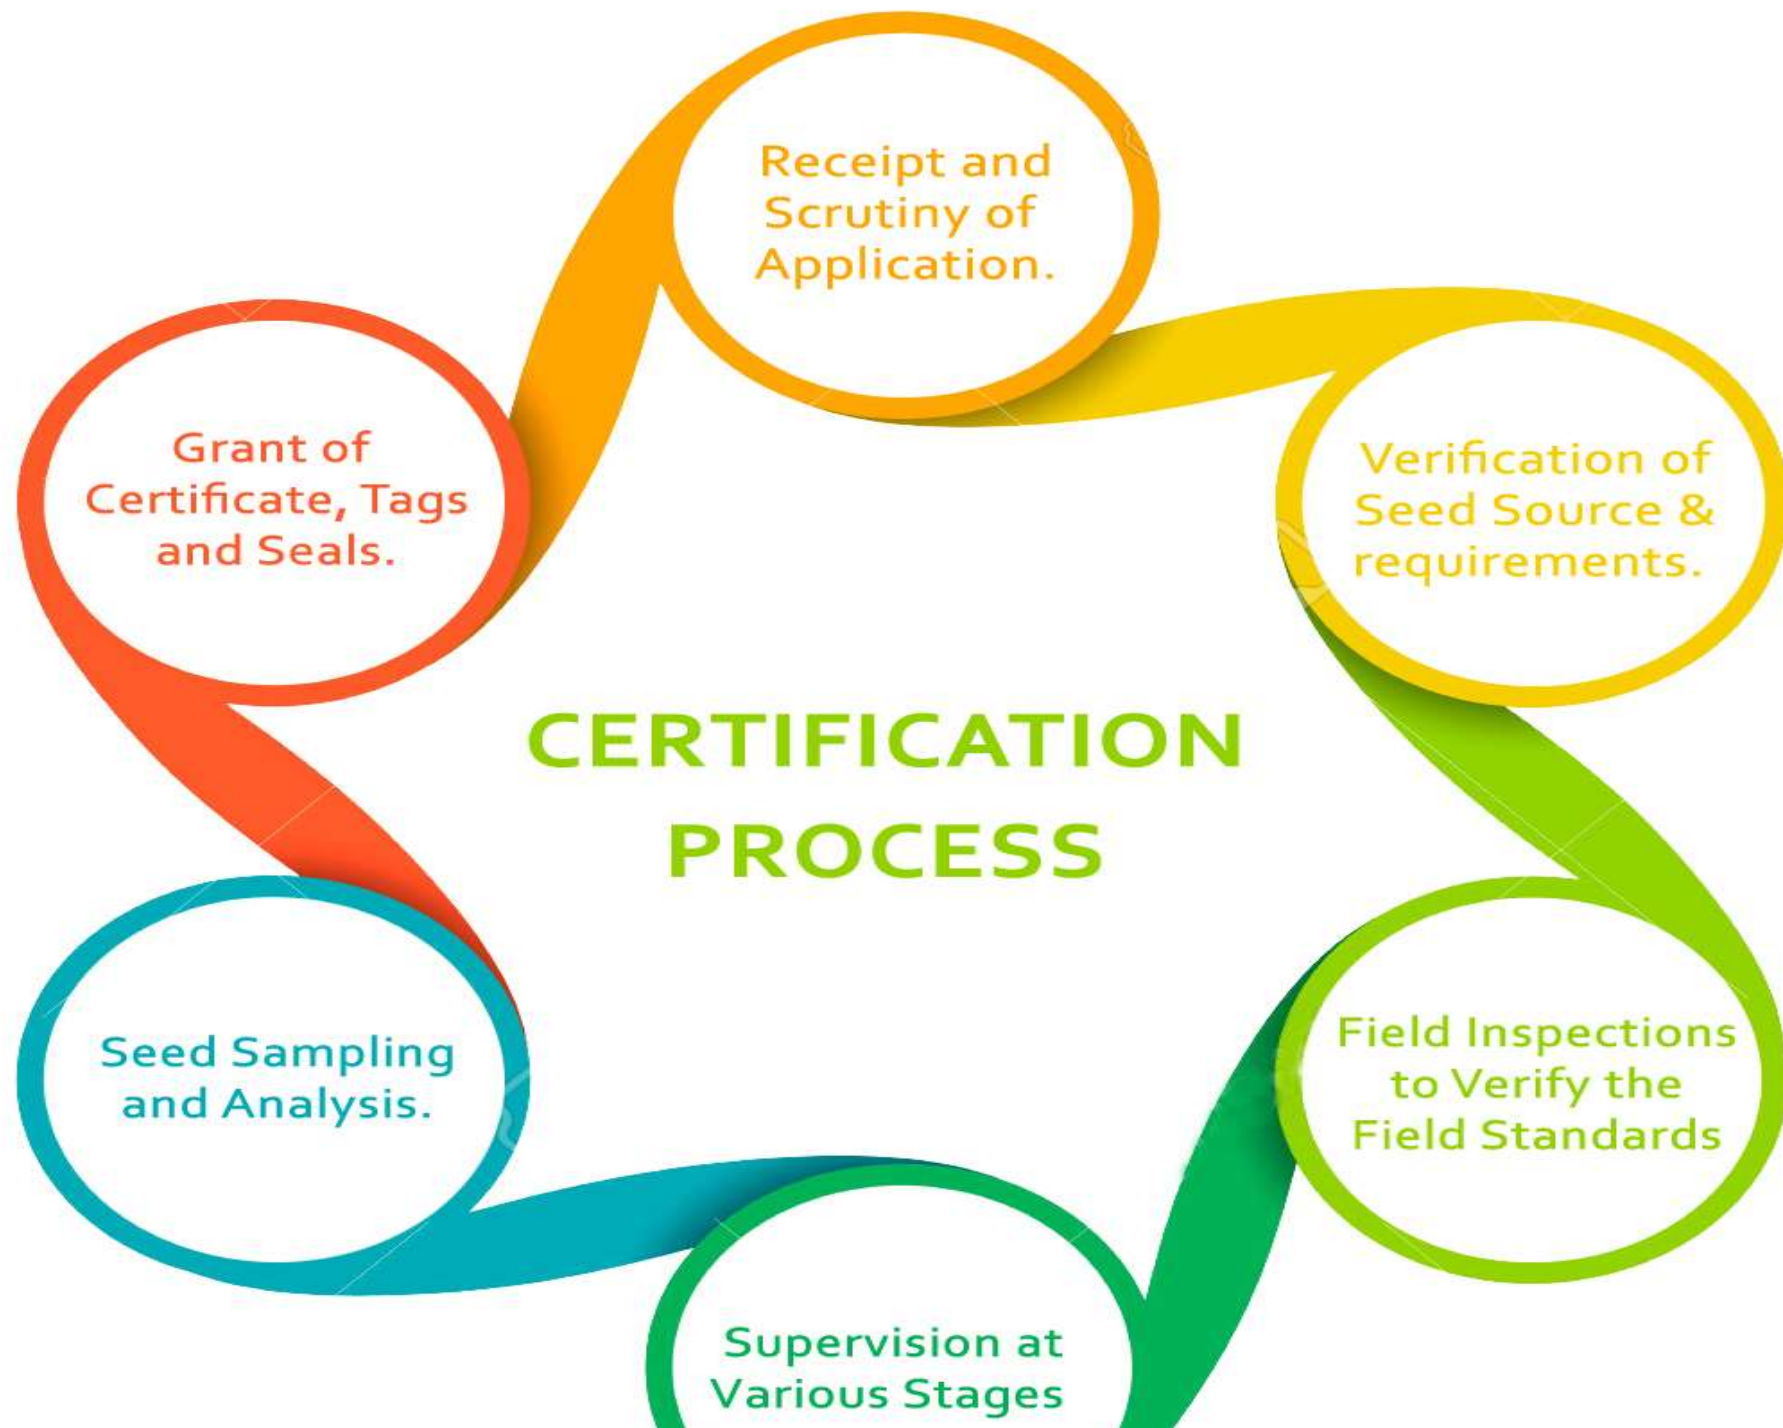 Receipt and
Scrutiny of
Application.
Verification of
Seed Source &
requirements.
Field Inspections
to Verify the
Field Standards
Supervision at
Various Stages
Seed Sampling
and Analysis.
Grant of
Certificate, Tags
and Seals.
CERTIFICATION
PROCESS